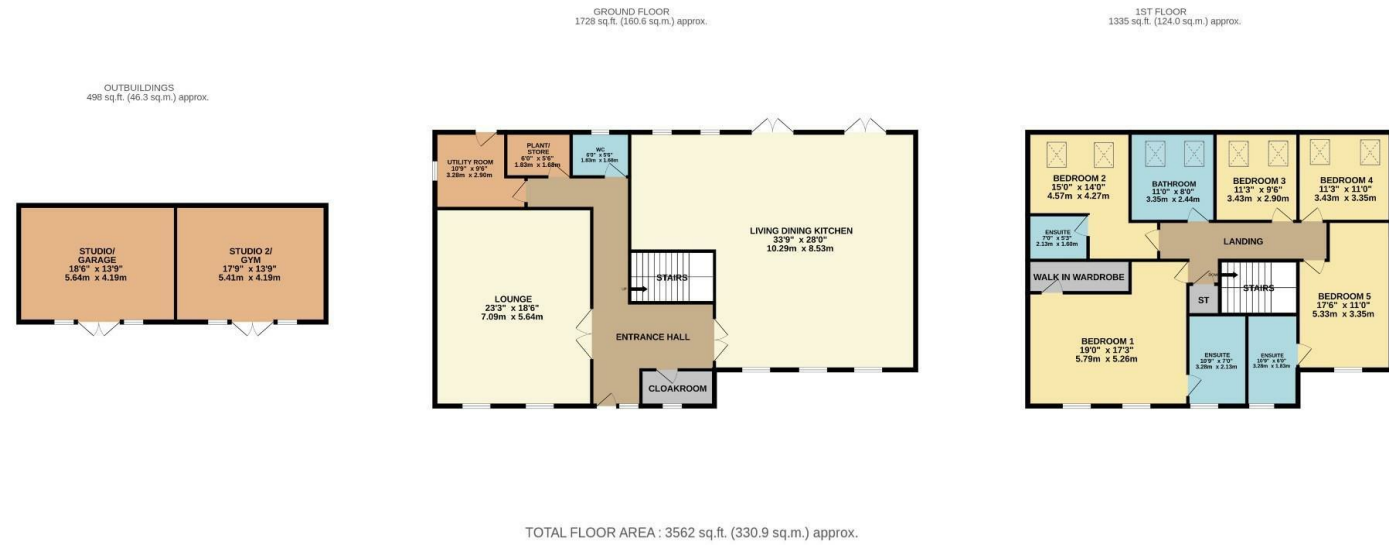 OUTBUILDINGS
498 sq.ft. (46.3 sq.m.) approx.
STUDIO/
GARAGE
18'6" x 13'9"
5.64m x 4.19m
STUDIO 2/
GYM
17'9" x 13'9"
5.41m x 4.19m
GROUND FLOOR
1728 sq.ft. (160.6 sq.m.) approx.
UTILITY ROOM
10'9" x 9'6"
3.28m x 2.90m
PLANT/
STORE
6'0" x 5'6"
1.83m x 1.68m
WC
6'0" x 5'6"
1.83m x 1.68m
LIVING DINING KITCHEN
33'9" x 28'0"
10.29m x 8.53m
STAIRS
UP
LOUNGE
23'3" x 18'6"
7.09m x 5.64m
ENTRANCE HALL
CLOAKROOM
1ST FLOOR
1335 sq.ft. (124.0 sq.m.) approx.
BEDROOM 2
15'0" x 14'0"
4.57m x 4.27m
BATHROOM
11'0" x 8'0"
3.35m x 2.44m
BEDROOM 3
11'3" x 9'6"
3.43m x 2.90m
BEDROOM 4
11'3" x 11'0"
3.43m x 3.35m
ENSUITE
7'0" x 5'3"
2.13m x 1.60m
LANDING
WALK IN WARDROBE
DOWN
STAIRS
ST
BEDROOM 5
17'6" x 11'0"
5.33m x 3.35m
BEDROOM 1
19'0" x 17'3"
5.79m x 5.26m
ENSUITE
10'9" x 7'0"
3.28m x 2.13m
ENSUITE
10'9" x 6'0"
3.28m x 1.83m
TOTAL FLOOR AREA : 3562 sq.ft. (330.9 sq.m.) approx.